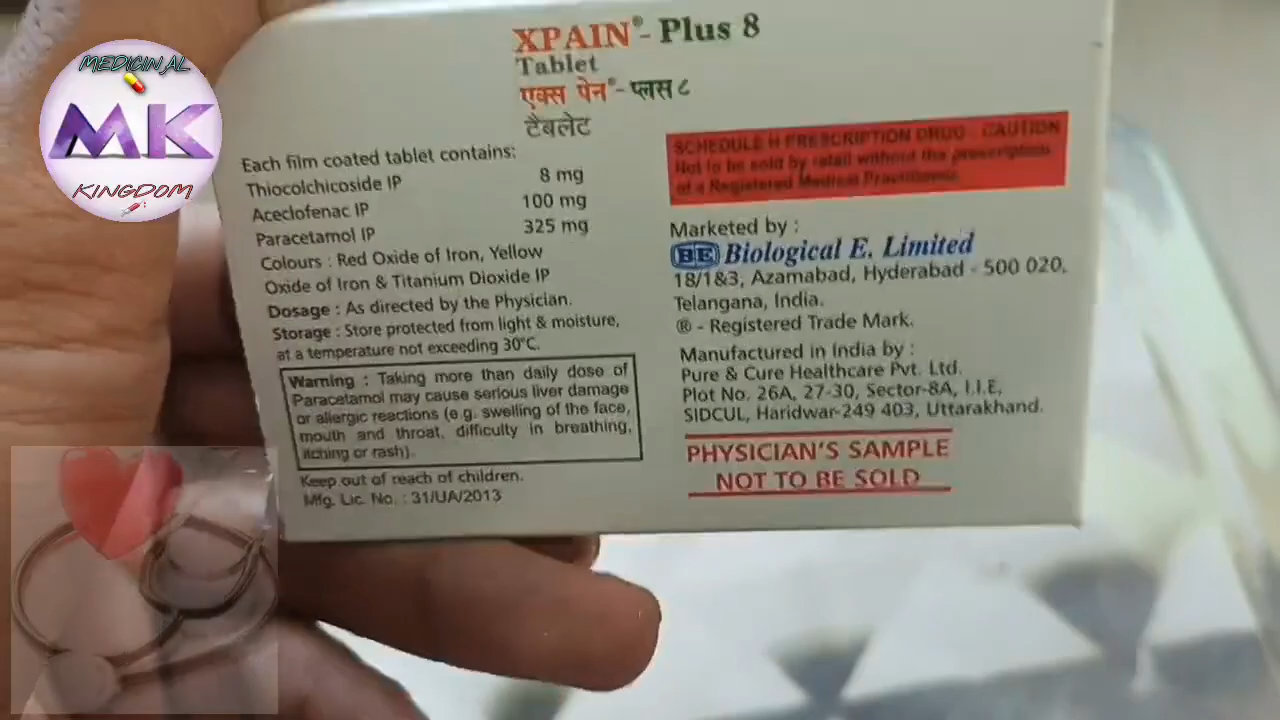 MEDICINAL
MK
KINGDOM
XPAIN®- Plus 8
Tablet
एक्स पेन®- प्लस ८
टैबलेट
Each film coated tablet contains:
Thiocolchicoside IP 8 mg
Aceclofenac IP 100 mg
Paracetamol IP 325 mg
Colours : Red Oxide of Iron, Yellow
Oxide of Iron & Titanium Dioxide IP
Dosage : As directed by the Physician.
Storage : Store protected from light & moisture,
at a temperature not exceeding 30°C.
Warning : Taking more than daily dose of
Paracetamol may cause serious liver damage
or allergic reactions (e.g. swelling of the face,
mouth and throat, difficulty in breathing,
itching or rash).
Keep out of reach of children.
Mfg. Lic. No. : 31/UA/2013
SCHEDULE H PRESCRIPTION DRUG - CAUTION
Not to be sold by retail without the prescription
of a Registered Medical Practitioner.
Marketed by :
BE Biological E. Limited
18/1&3, Azamabad, Hyderabad - 500 020,
Telangana, India.
® - Registered Trade Mark.
Manufactured in India by :
Pure & Cure Healthcare Pvt. Ltd.
Plot No. 26A, 27-30, Sector-8A, I.I.E,
SIDCUL, Haridwar-249 403, Uttarakhand.
PHYSICIAN'S SAMPLE
NOT TO BE SOLD